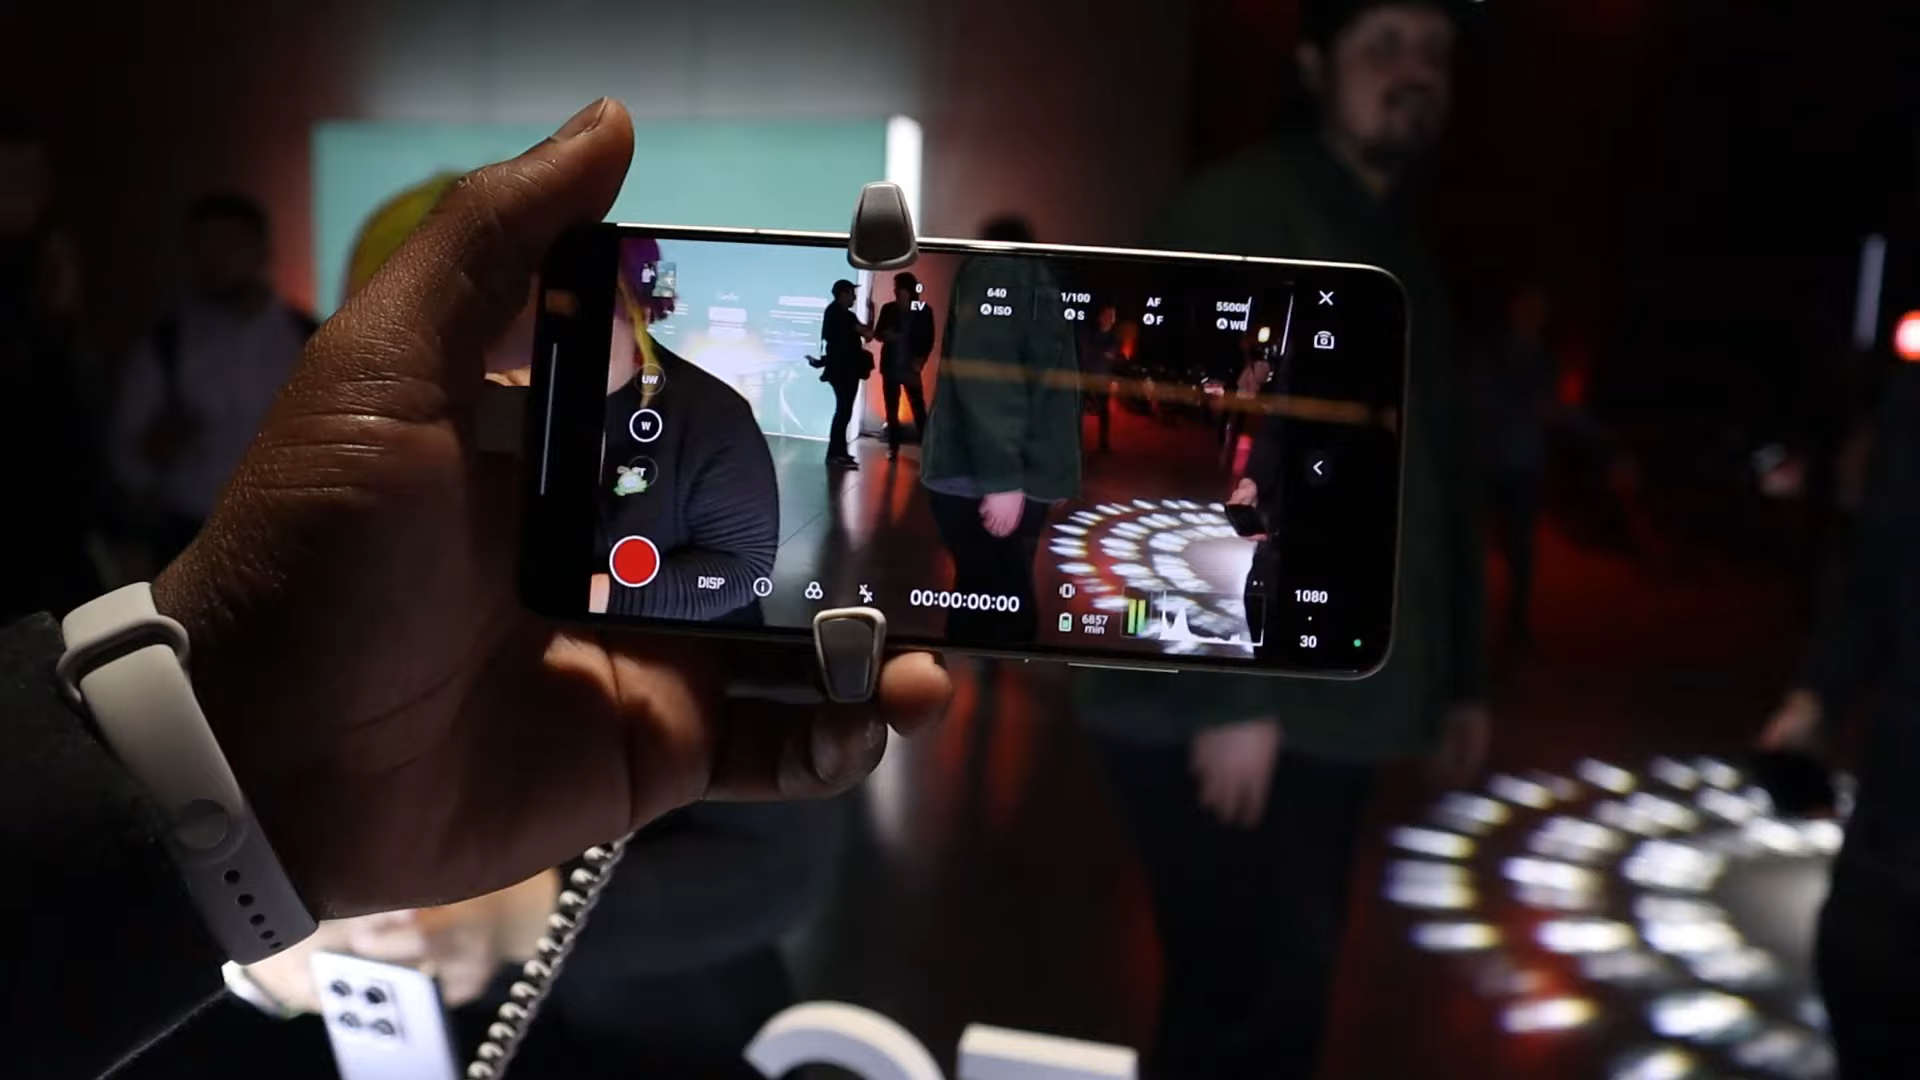 0
EV
640
A ISO
1/100
A S
AF
A F
5500K
A WB
UW
W
DISP
00:00:00:00
6857
min
1080
30